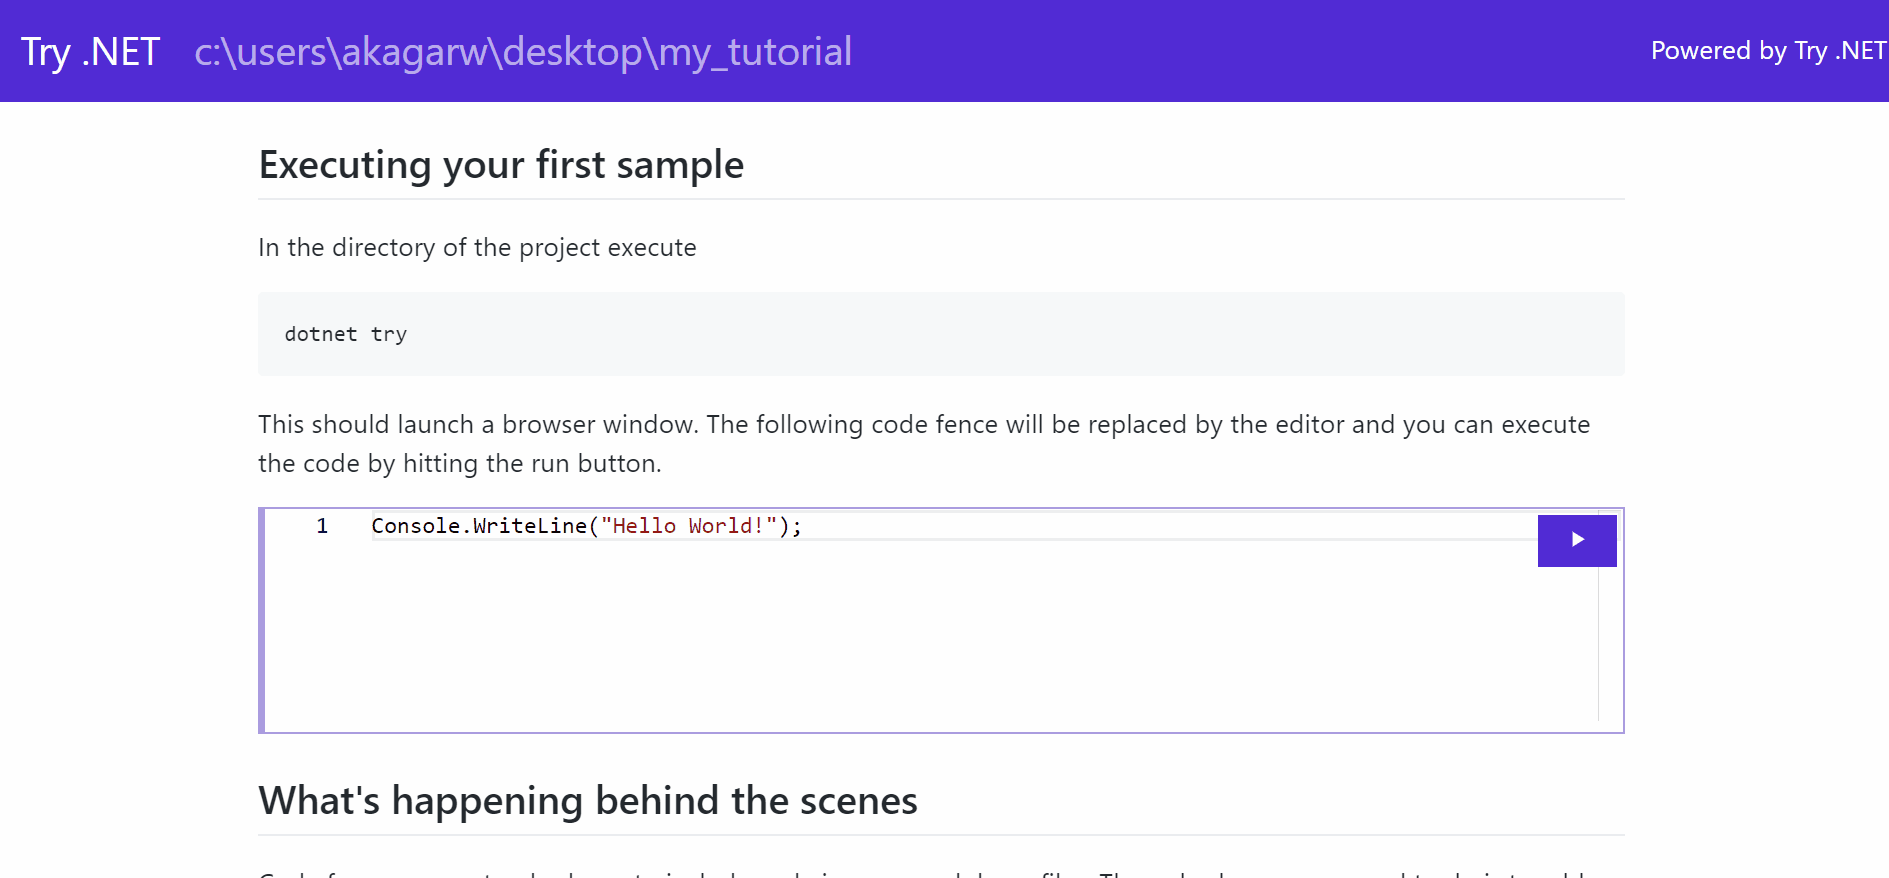 Try .NET c:\users\akagarw\desktop\my_tutorial Powered by Try .NET
Executing your first sample
In the directory of the project execute
dotnet try
This should launch a browser window. The following code fence will be replaced by the editor and you can execute
the code by hitting the run button.
1 Console.WriteLine("Hello World!");
What's happening behind the scenes